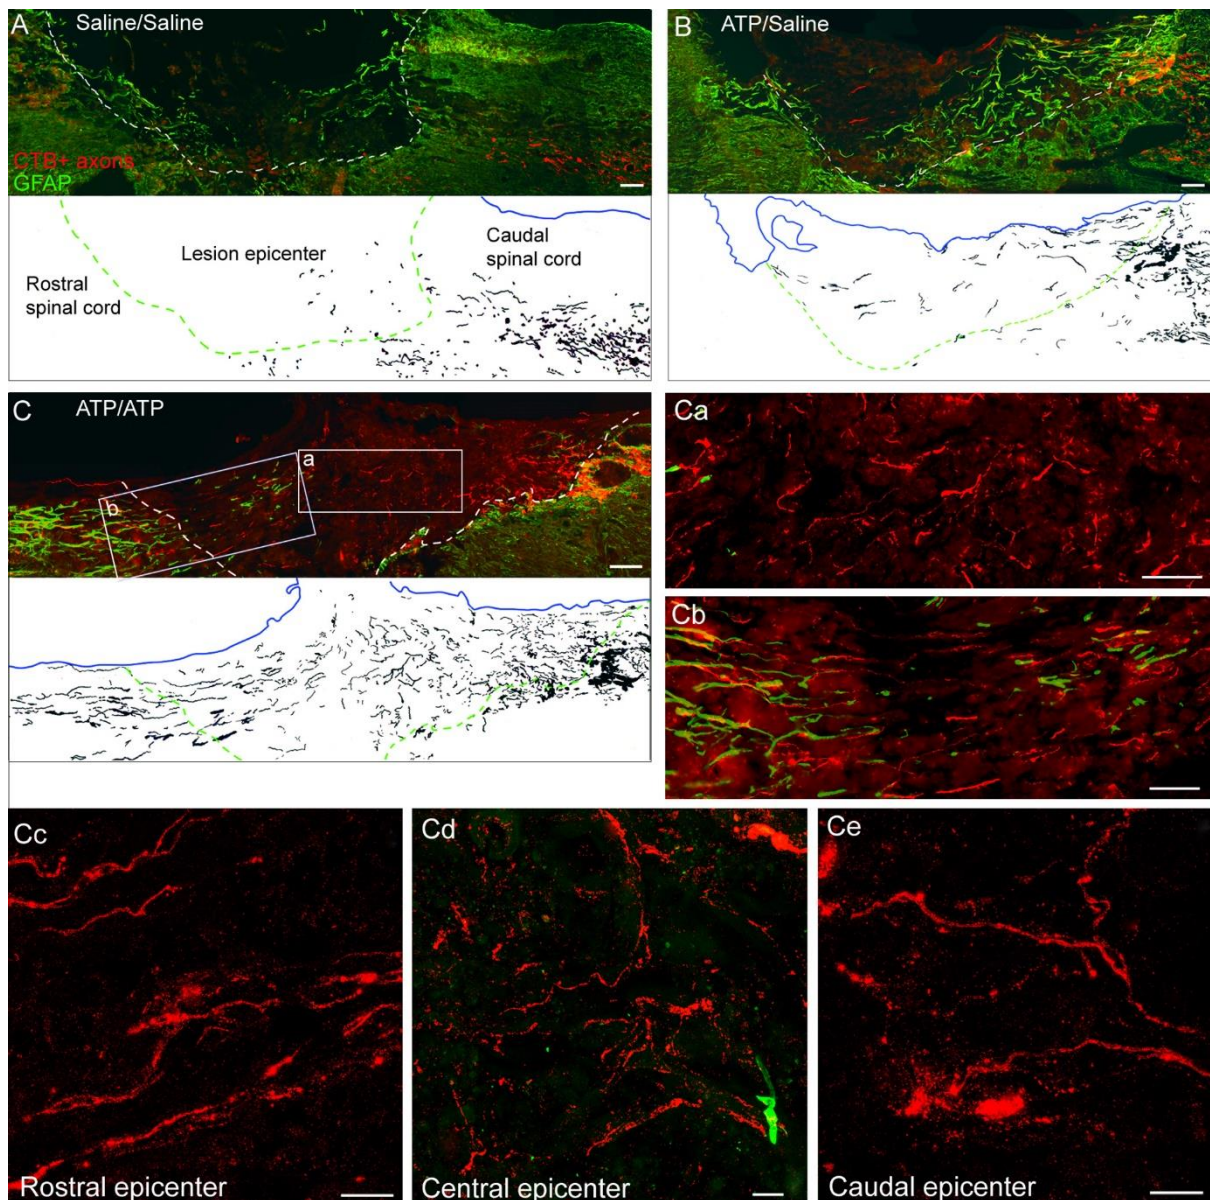 A Saline/Saline
CTB+ axons
GFAP
Rostral
spinal cord
Lesion epicenter
Caudal
spinal cord
B ATP/Saline
C ATP/ATP
a
b
Ca
Cb
Cc
Rostral epicenter
Cd
Central epicenter
Ce
Caudal epicenter